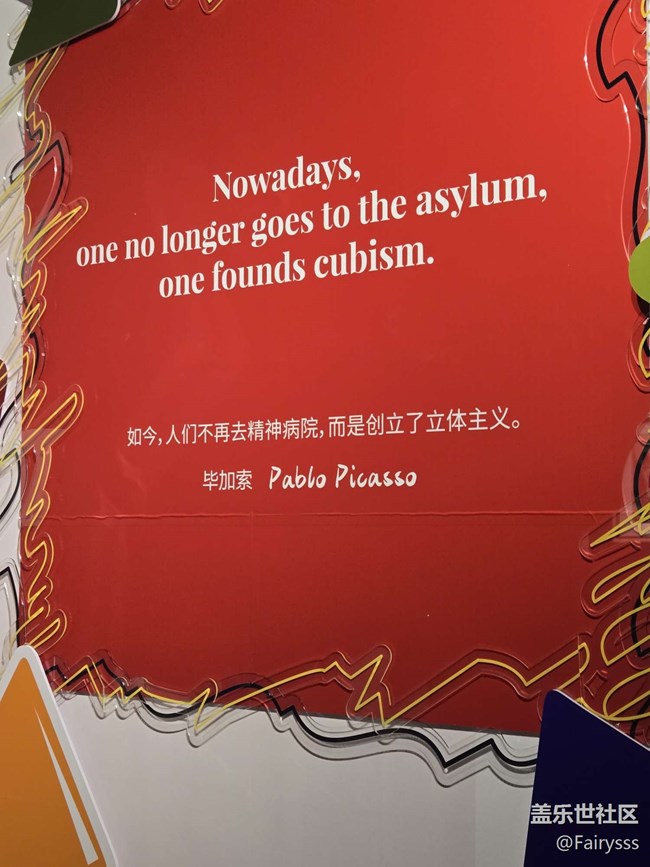 Nowadays,
one no longer goes to the asylum,
one founds cubism.
如今,人们不再去精神病院,而是创立了立体主义。
毕加索 Pablo Picasso
盖乐世社区
@Fairysss